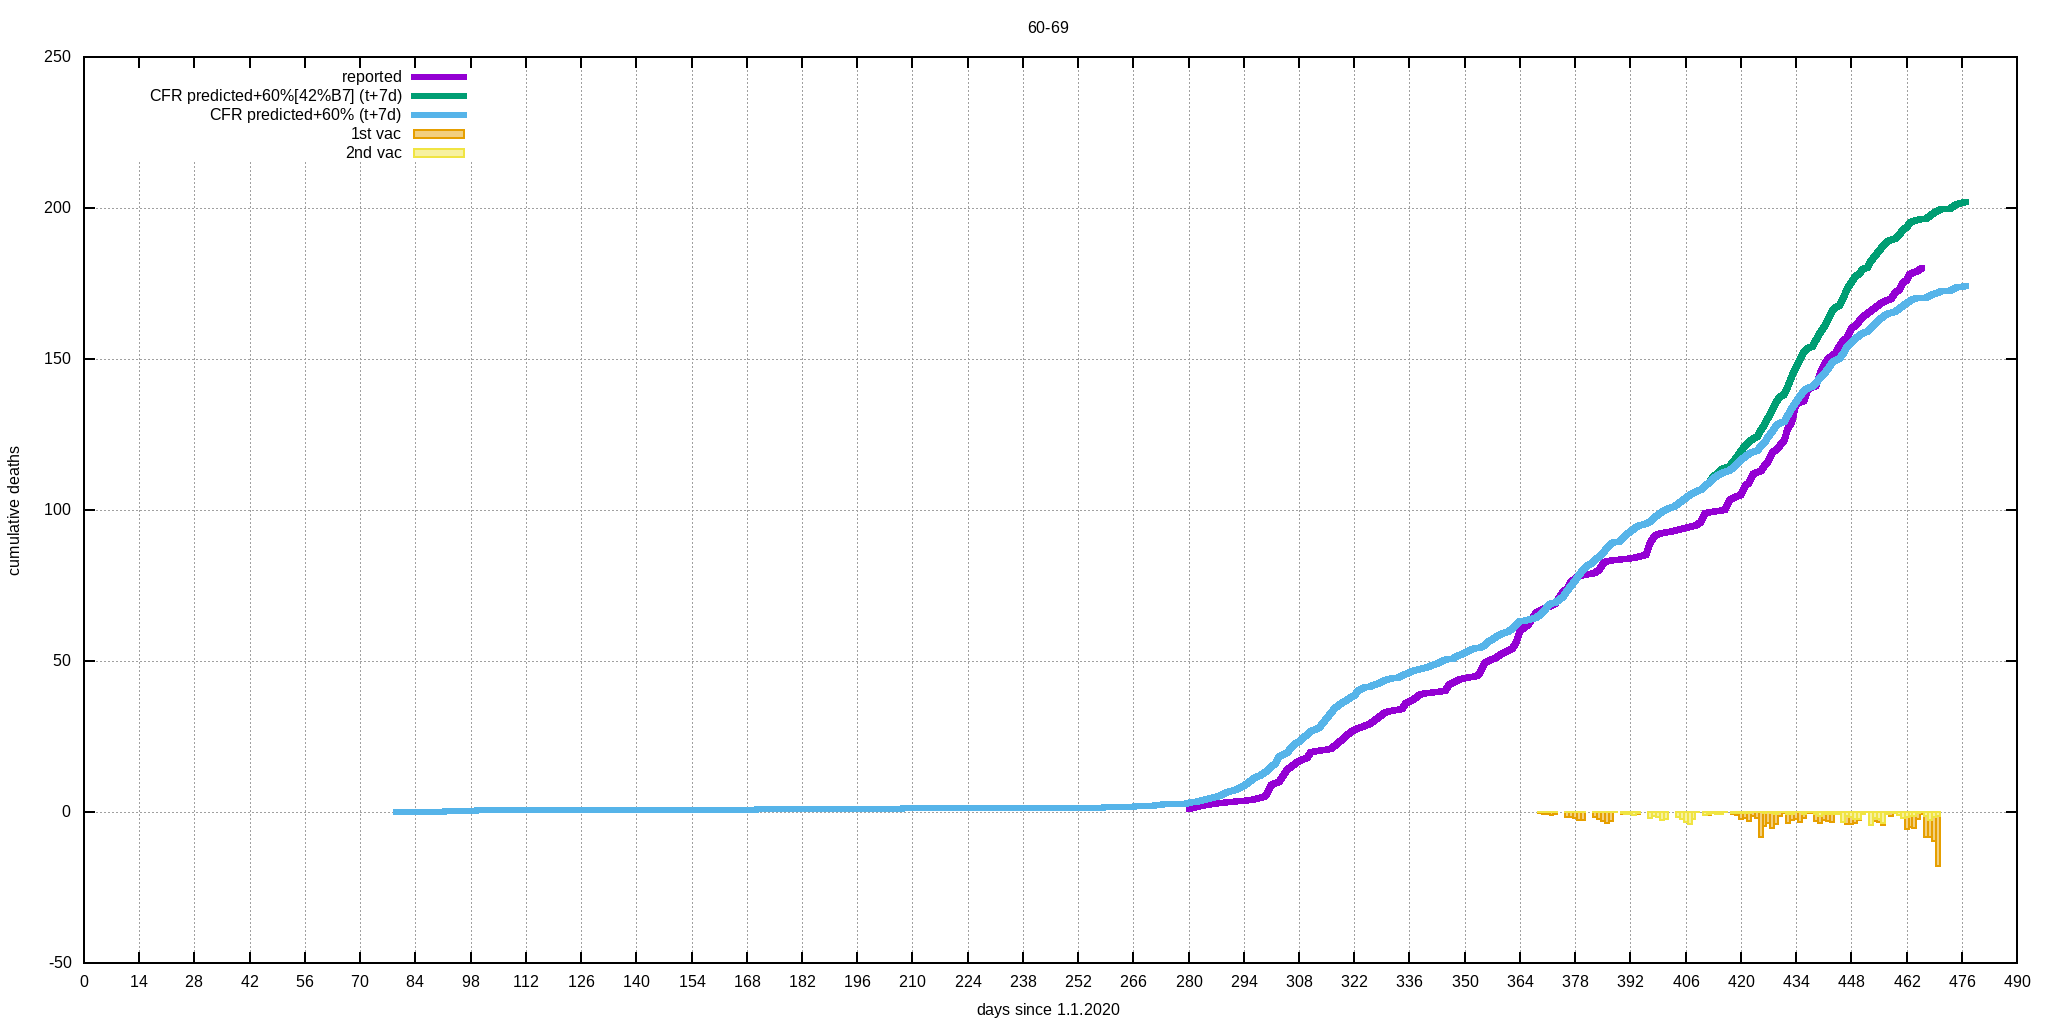 60-69
250
200
150
100
50
0
-50
cumulative deaths
reported
CFR predicted+60%[42%B7] (t+7d)
CFR predicted+60% (t+7d)
1st vac
2nd vac
0 14 28 42 56 70 84 98 112 126 140 154 168 182 196 210 224 238 252 266 280 294 308 322 336 350 364 378 392 406 420 434 448 462 476 490
days since 1.1.2020